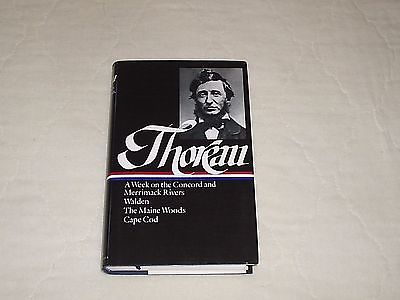 Thoreau
A Week on the Concord and
Merrimack Rivers
Walden
The Maine Woods
Cape Cod